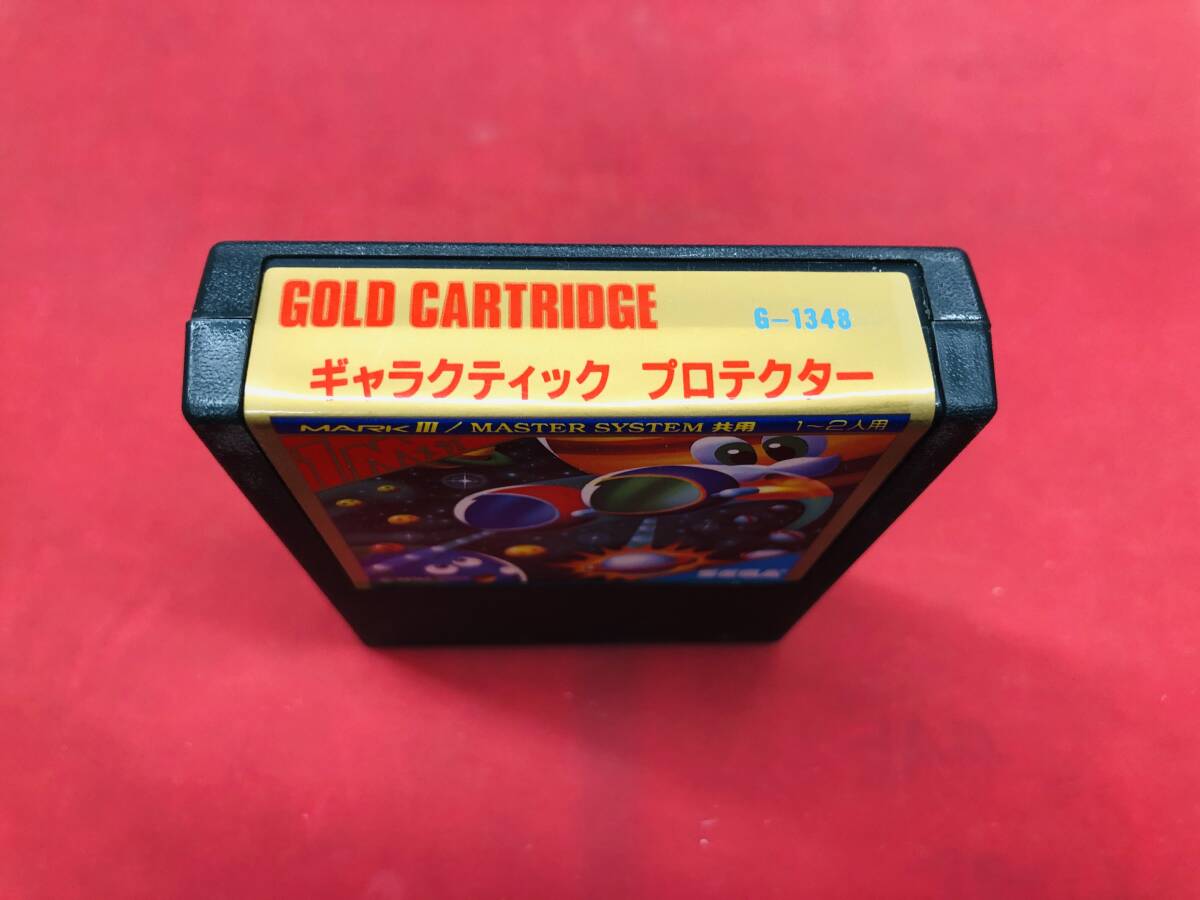 GOLD CARTRIDGE G-1348
ギャラクティック プロテクター
MARK III / MASTER SYSTEM 共用 1～2人用
SEGA